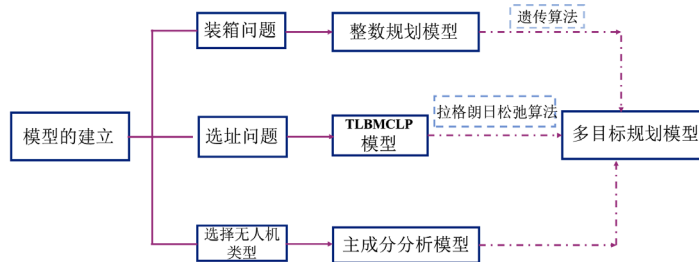 装箱问题
整数规划模型
遗传算法
模型的建立
选址问题
TLBMCLP
模型
拉格朗日松弛算法
多目标规划模型
选择无人机
类型
主成分分析模型